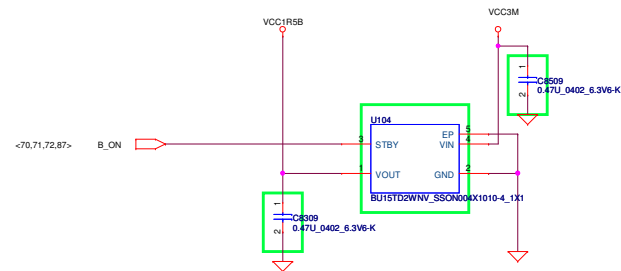 VCC1R5B
VCC3M
1
2
C8509
0.47U_0402_6.3V6-K
U104
<70,71,72,87> B_ON
3 STBY
EP 5
VIN 4
1 VOUT
GND 2
BU15TD2WNV_SSON004X1010-4_1X1
1
2
C8309
0.47U_0402_6.3V6-K